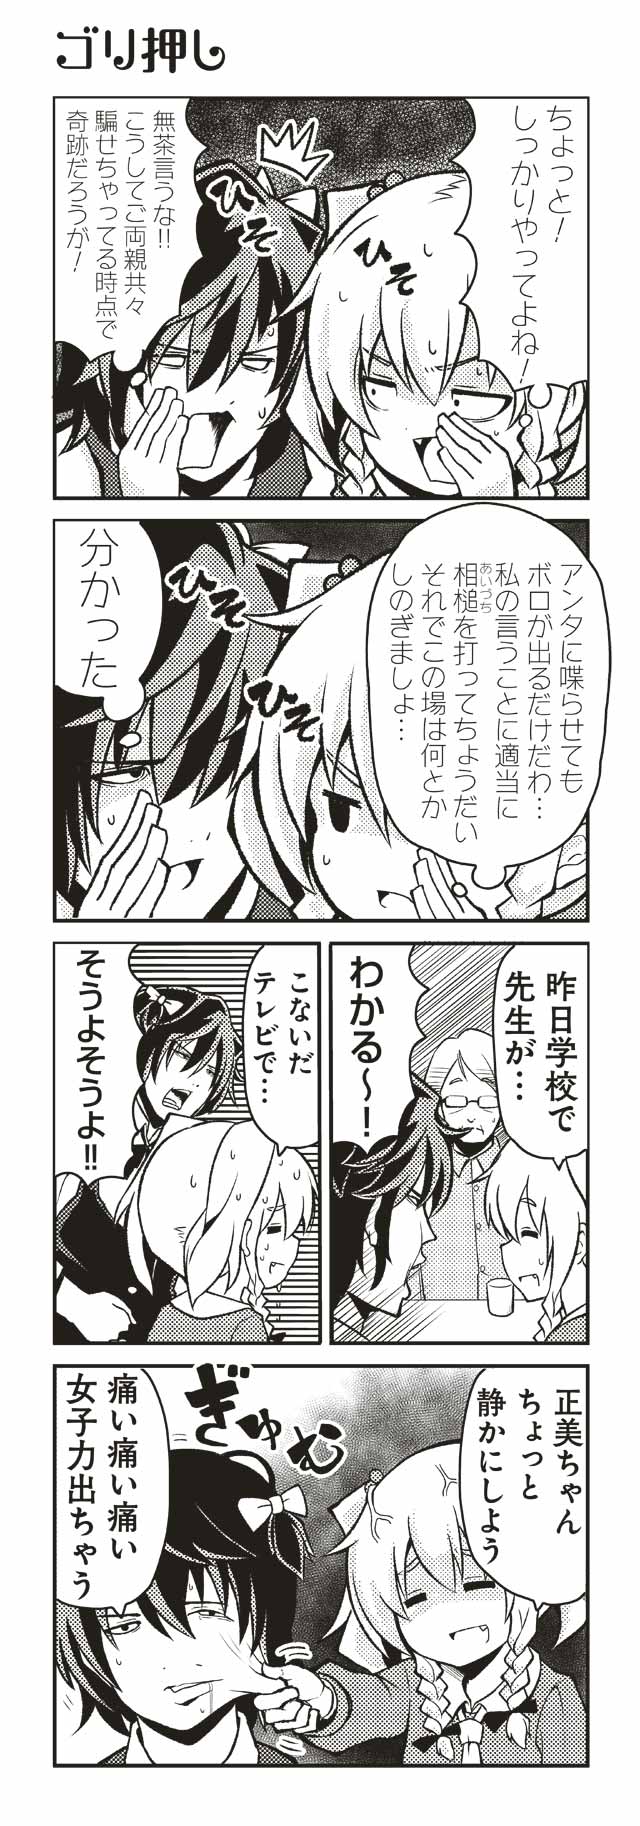 ゴリ押し
ちょっと!
しっかりやってよね!
ひそ
ひそ
無茶言うな!!
こうしてご両親共々
騙せちゃってる時点で
奇跡だろうが!
アンタに喋らせても
ボロが出るだけだわ…
私の言うことに適当に
相槌を打ってちょうだい
あいづち
それでこの場は何とか
しのぎましょ…
ひそ
ひそ
分かった
昨日学校で
先生が…
わかる〜!
こないだ
テレビで…
そうよそうよ!!
正美ちゃん
ちょっと
静かにしよう
ぎゅむ
痛い痛い痛い
女子力出ちゃう